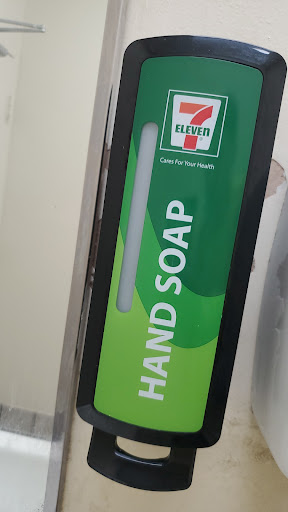 7
ELEVEn
Cares For Your Health
HAND SOAP